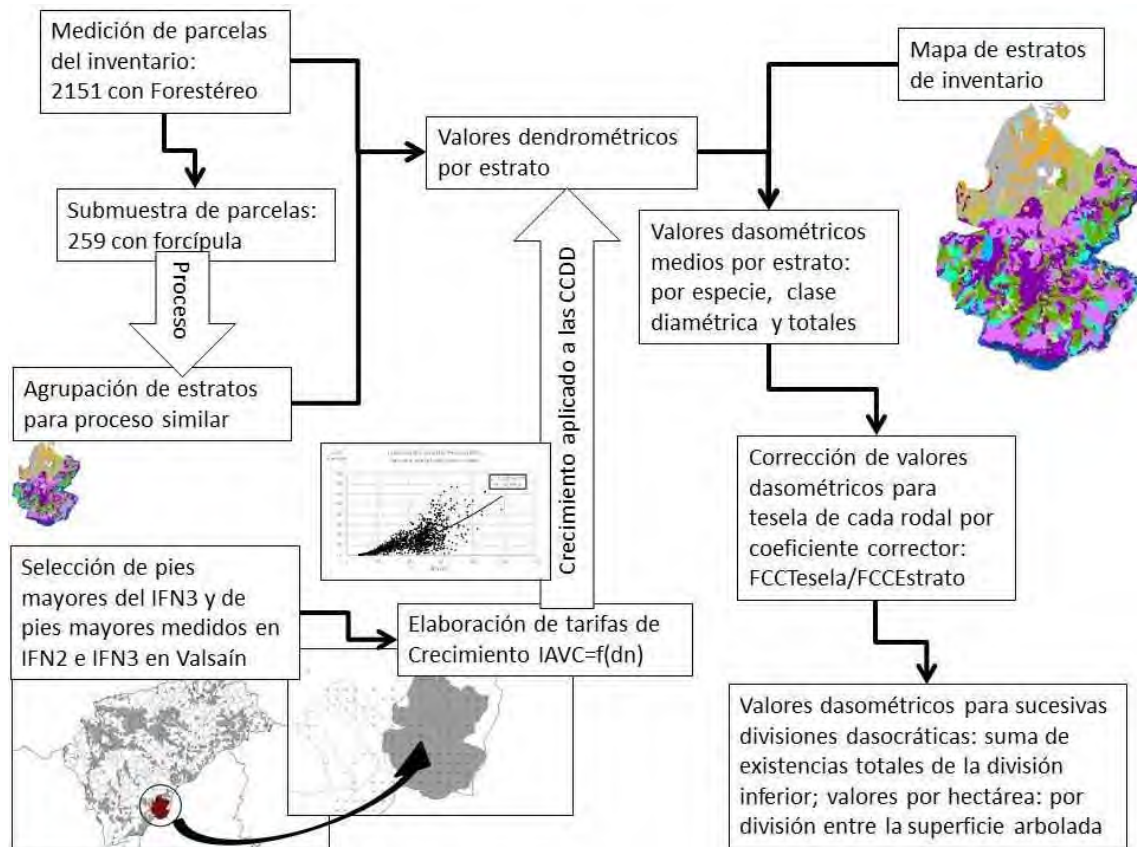 Medición de parcelas
del inventario:
2151 con Forestéreo
Submuestra de parcelas:
259 con forcípula
Proceso
Agrupación de estratos
para proceso similar
Selección de pies
mayores del IFN3 y de
pies mayores medidos en
IFN2 e IFN3 en Valsaín
Valores dendrométricos
por estrato
Crecimiento aplicado a las CCDD
Elaboración de tarifas de
Crecimiento IAVC=f(dn)
Mapa de estratos
de inventario
Valores dasométricos
medios por estrato:
por especie, clase
diamétrica y totales
Corrección de valores
dasométricos para
tesela de cada rodal por
coeficiente corrector:
FCCTesela/FCCEstrato
Valores dasométricos para sucesivas
divisiones dasocráticas: suma de
existencias totales de la división
inferior; valores por hectárea: por
división entre la superficie arbolada